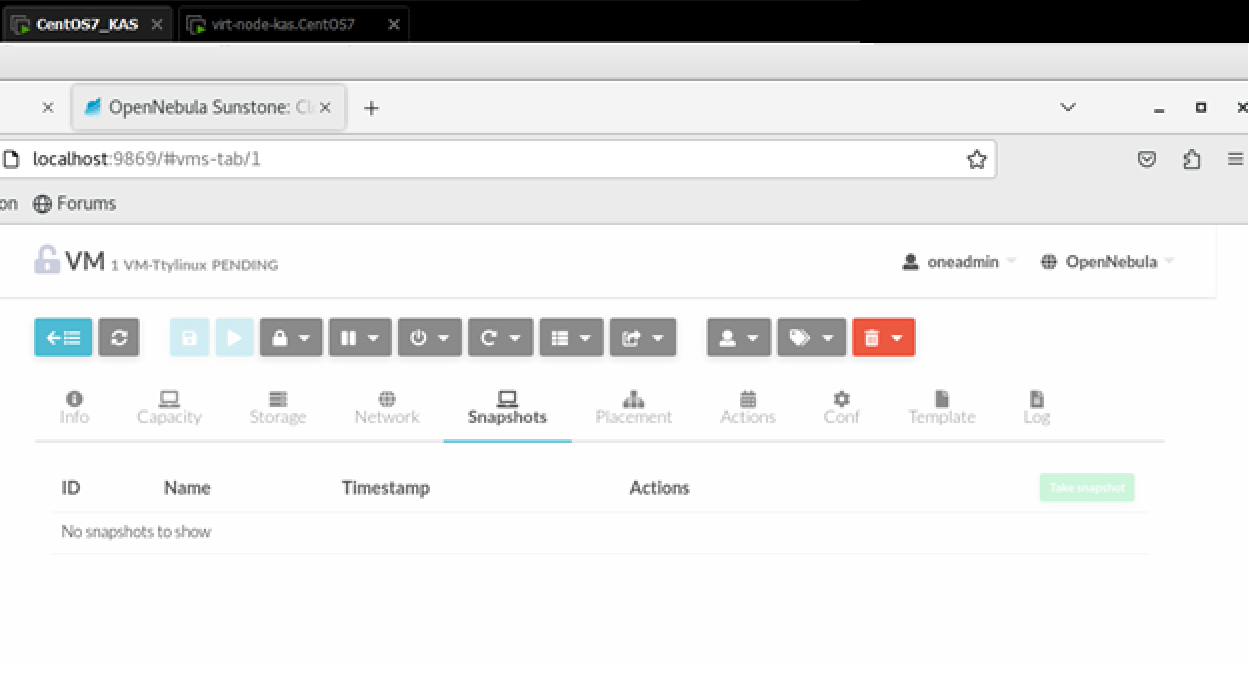 CentOS7_KAS × virt-node-kas.CentOS7 ×
× OpenNebula Sunstone: Cl × +
localhost:9869/#vms-tab/1
on Forums
VM 1 VM-Ttylinux PENDING oneadmin OpenNebula
Info Capacity Storage Network Snapshots Placement Actions Conf Template Log
ID Name Timestamp Actions Take snapshot
No snapshots to show